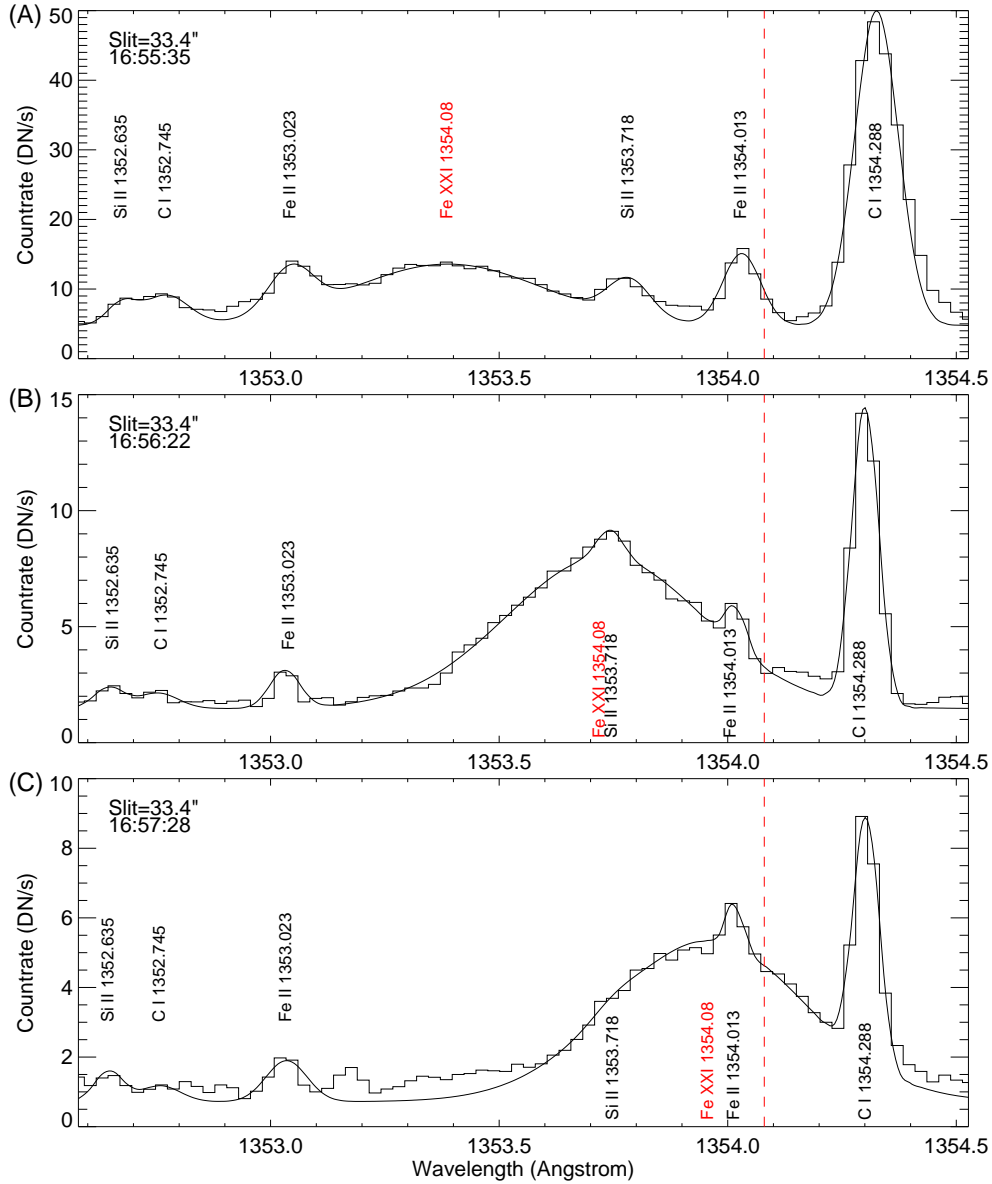 (A)
Slit=33.4"
16:55:35
Countrate (DN/s)
50
40
30
20
10
0
Si II 1352.635
C I 1352.745
Fe II 1353.023
Fe XXI 1354.08
Si II 1353.718
Fe II 1354.013
C I 1354.288
1353.0
1353.5
1354.0
1354.5
(B)
Slit=33.4"
16:56:22
Countrate (DN/s)
15
10
5
0
Si II 1352.635
C I 1352.745
Fe II 1353.023
Fe XXI 1354.08
Si II 1353.718
Fe II 1354.013
C I 1354.288
1353.0
1353.5
1354.0
1354.5
(C)
Slit=33.4"
16:57:28
Countrate (DN/s)
10
8
6
4
2
0
Si II 1352.635
C I 1352.745
Fe II 1353.023
Si II 1353.718
Fe XXI 1354.08
Fe II 1354.013
C I 1354.288
1353.0
1353.5
1354.0
1354.5
Wavelength (Angstrom)